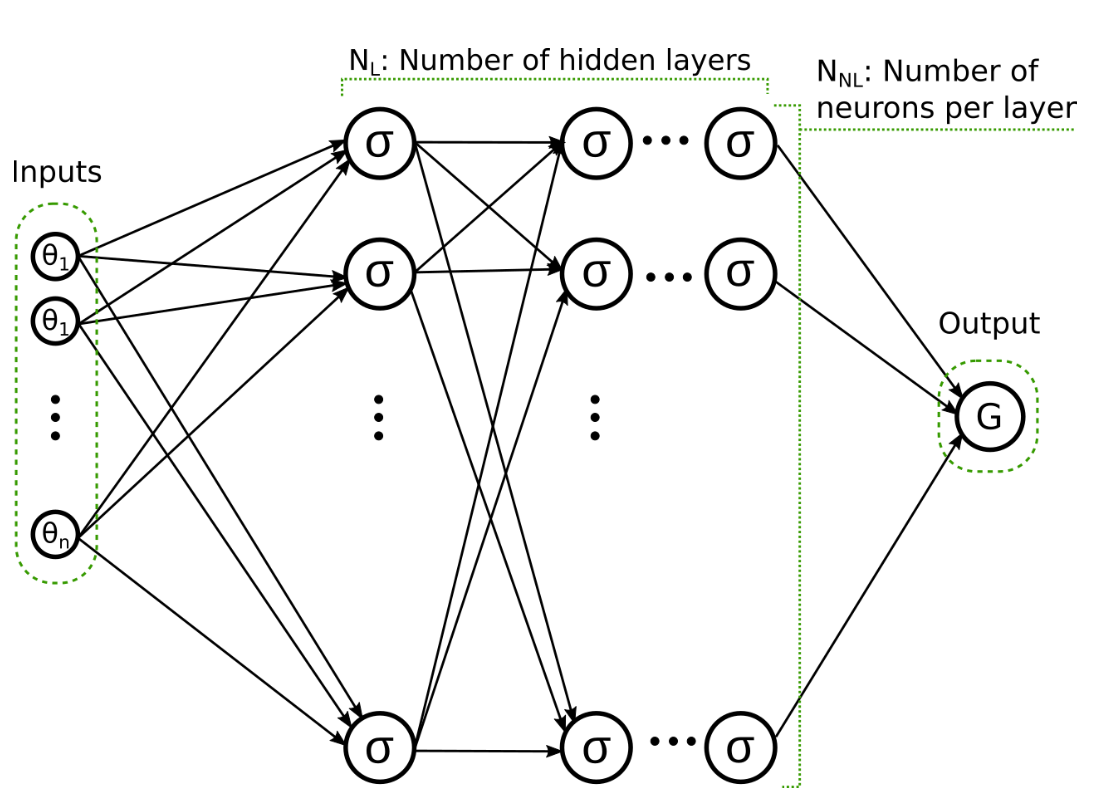 N_L: Number of hidden layers
N_NL: Number of
neurons per layer
Inputs
σ σ ••• σ
θ₁
σ σ ••• σ
θ₁
Output
G
θₙ
σ σ ••• σ